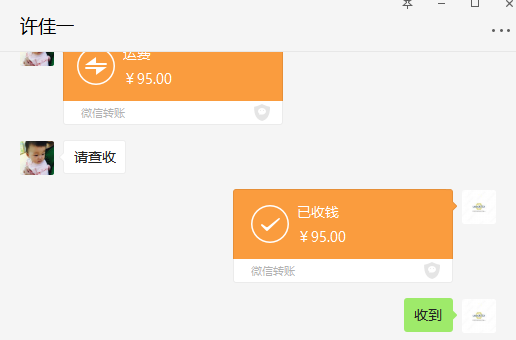 许佳一
运费
￥95.00
微信转账
请查收
已收钱
￥95.00
微信转账
收到